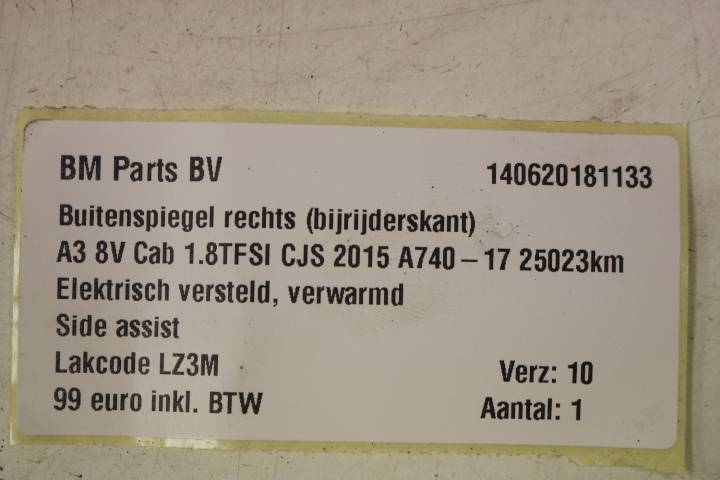 BM Parts BV 140620181133
Buitenspiegel rechts (bijrijderskant)
A3 8V Cab 1.8TFSI CJS 2015 A740 – 17 25023km
Elektrisch versteld, verwarmd
Side assist
Lakcode LZ3M Verz: 10
99 euro inkl. BTW Aantal: 1